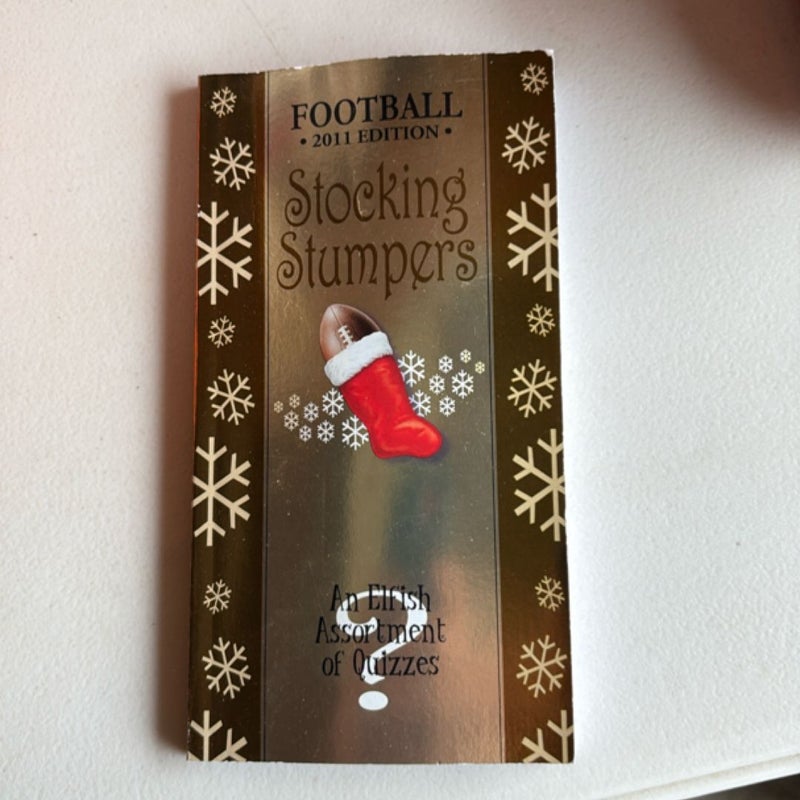 FOOTBALL
• 2011 EDITION •
Stocking
Stumpers
An Elfish
Assortment
of Quizzes
?